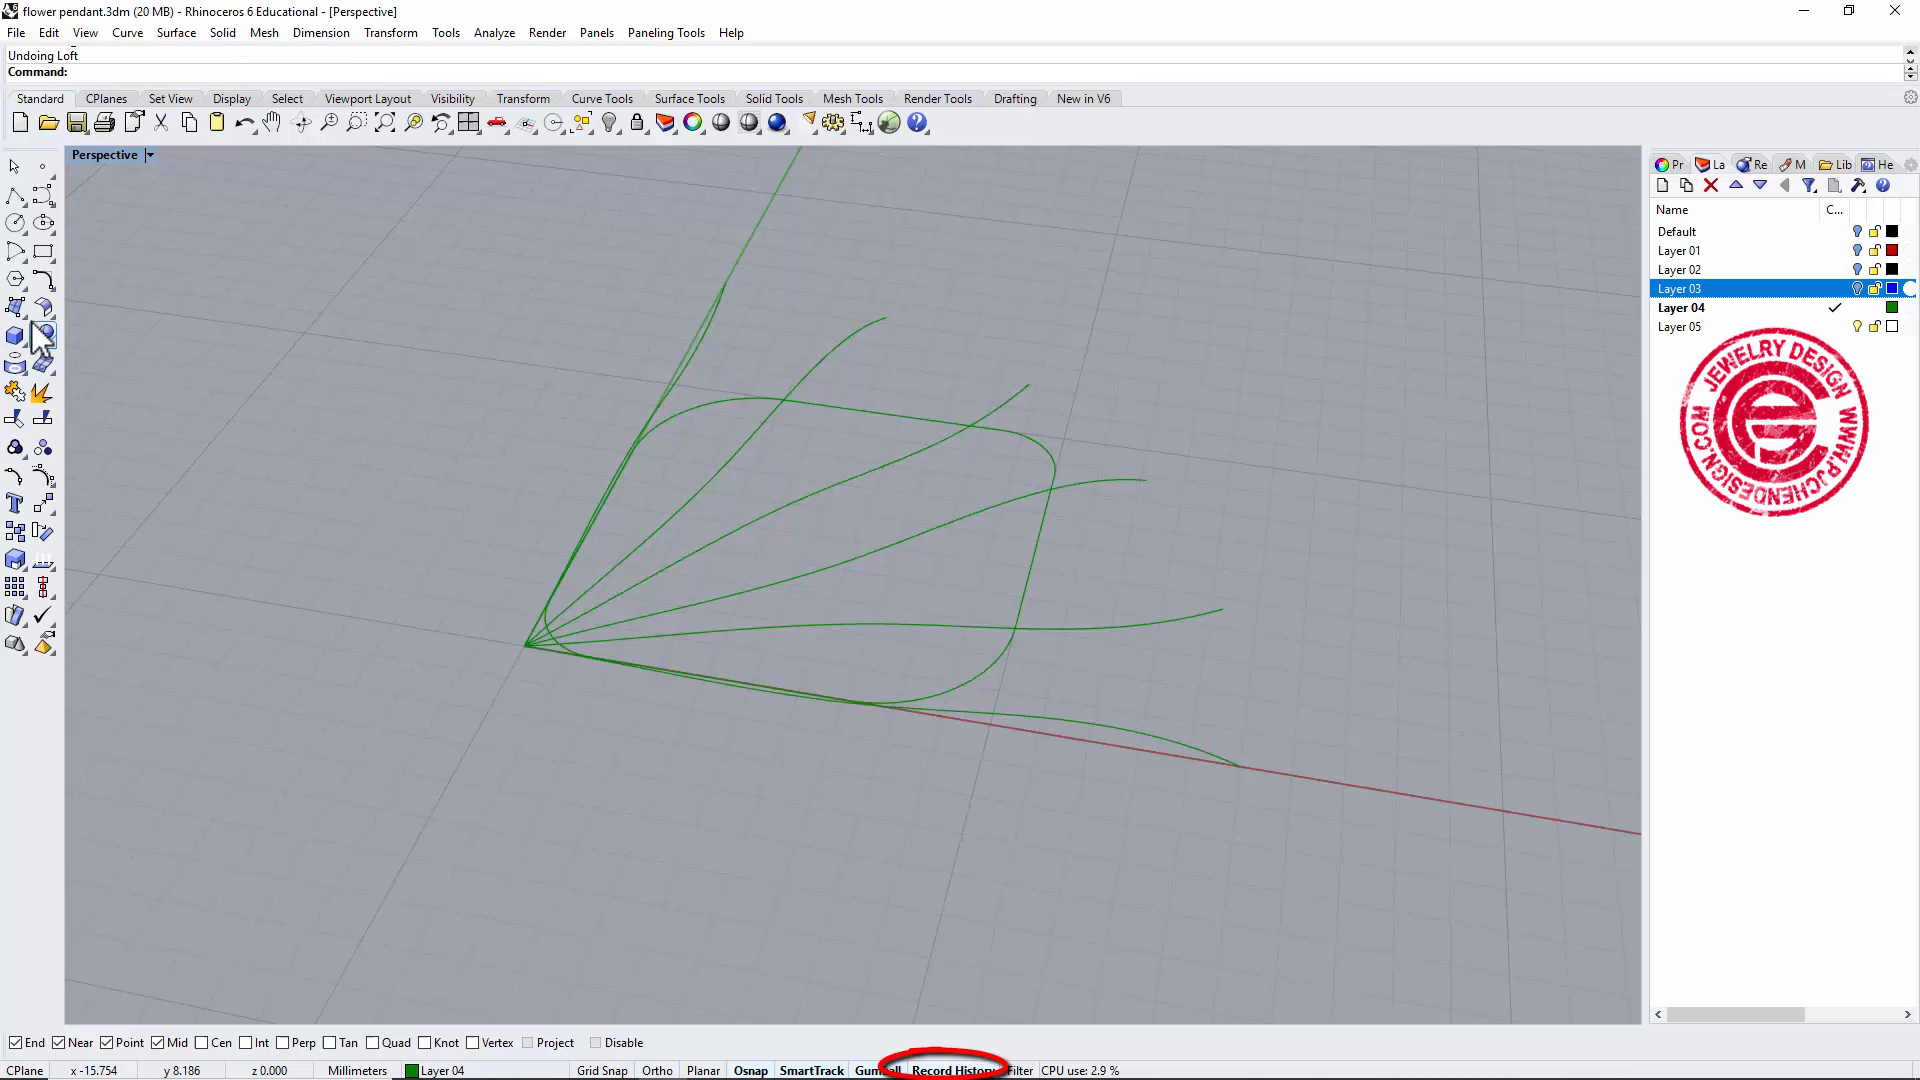 flower pendant.3dm (20 MB) - Rhinoceros 6 Educational - [Perspective]
File Edit View Curve Surface Solid Mesh Dimension Transform Tools Analyze Render Panels Paneling Tools Help
Undoing Loft
Command:
Standard CPlanes Set View Display Select Viewport Layout Visibility Transform Curve Tools Surface Tools Solid Tools Mesh Tools Render Tools Drafting New in V6
Perspective
Pr La Re M Lib He
Name C...
Default
Layer 01
Layer 02
Layer 03
Layer 04
Layer 05
JEWELRY DESIGN WWW.PJCHENDESIGN.COM
End Near Point Mid Cen Int Perp Tan Quad Knot Vertex Project Disable
CPlane x -15.754 y 8.186 z 0.000 Millimeters Layer 04 Grid Snap Ortho Planar Osnap SmartTrack Gumball Record History Filter CPU use: 2.9 %